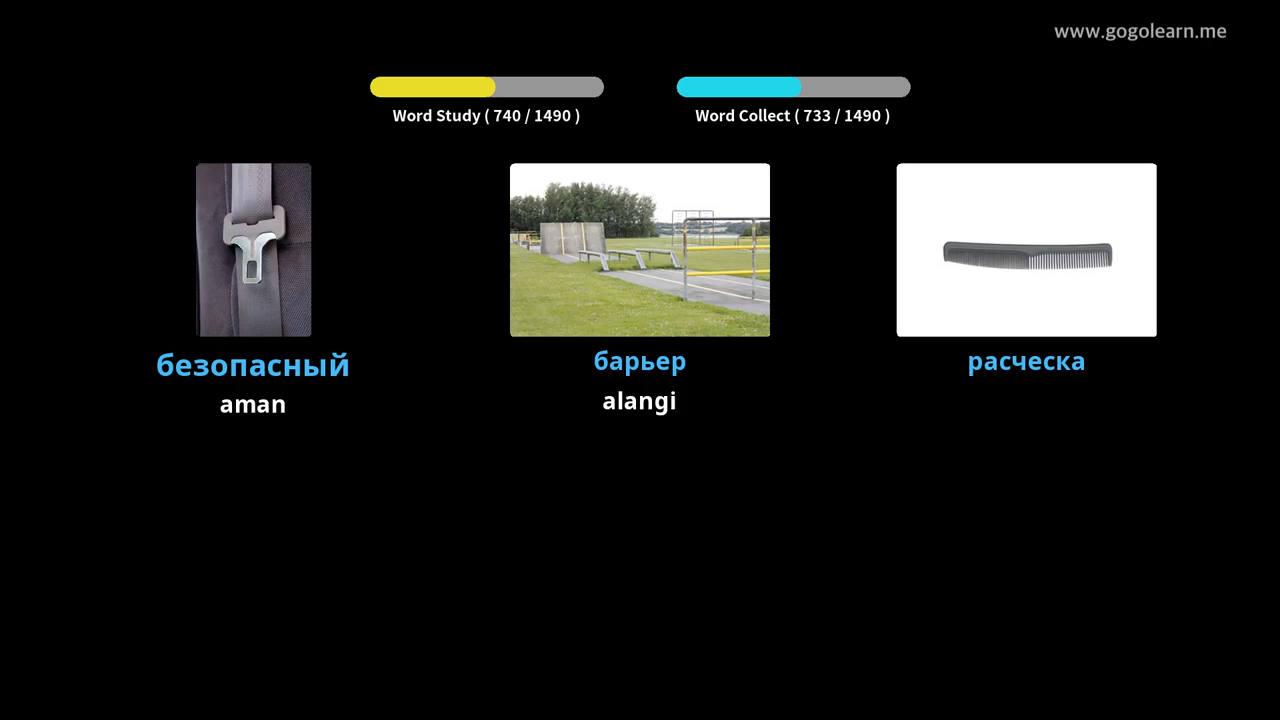 www.gogolearn.me
Word Study ( 740 / 1490 )
Word Collect ( 733 / 1490 )
безопасный
aman
барьер
alangi
расческа